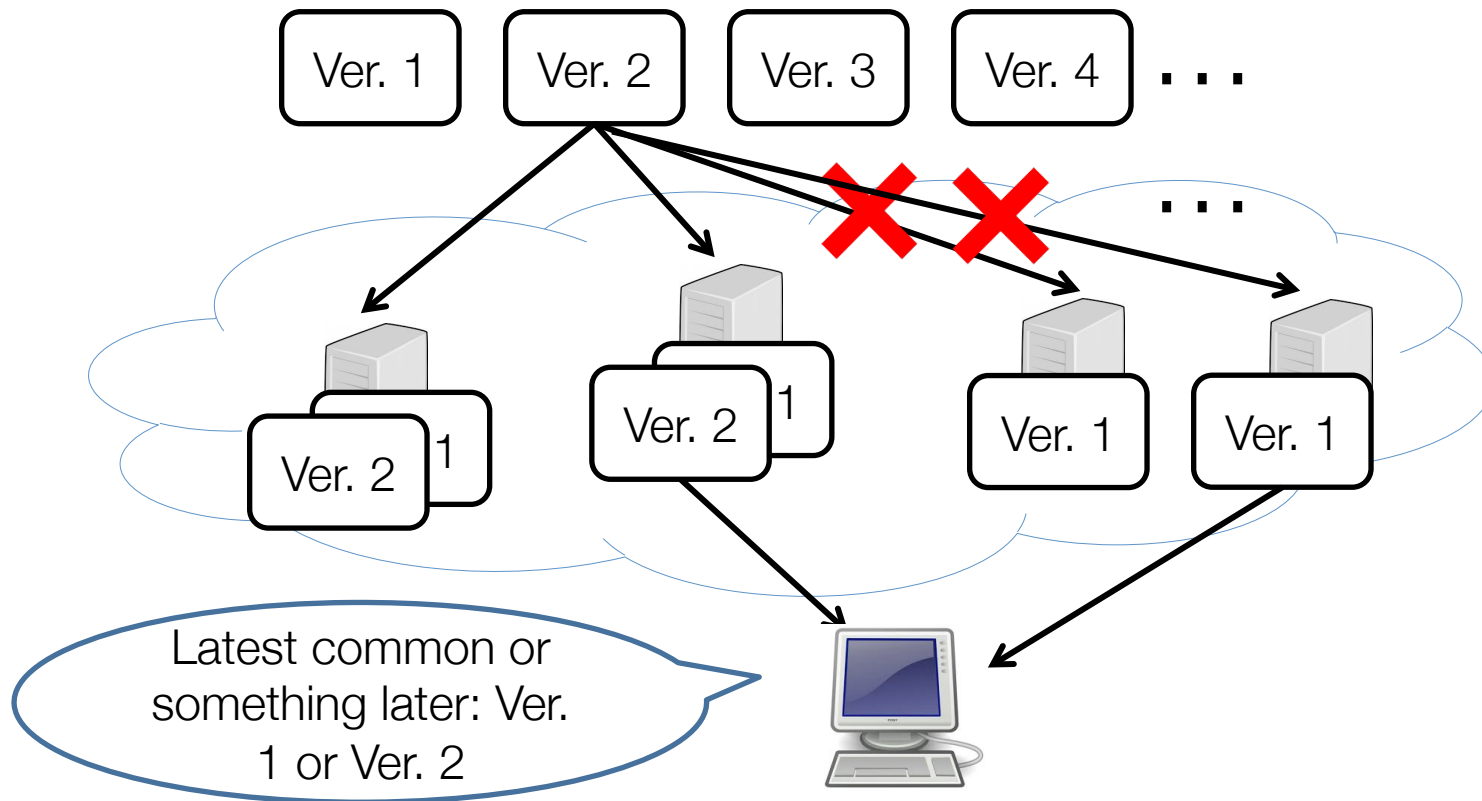 Ver. 1
Ver. 2
Ver. 3
Ver. 4
. . .
. . .
Ver. 2
1
Ver. 2
1
Ver. 1
Ver. 1
Latest common or
something later: Ver.
1 or Ver. 2